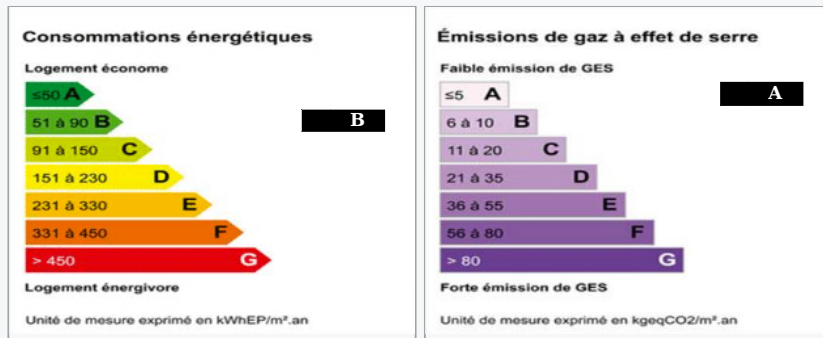 Consommations énergétiques
Logement économe
≤50 A
51 à 90 B
B
91 à 150 C
151 à 230 D
231 à 330 E
331 à 450 F
> 450 G
Logement énergivore
Unité de mesure exprimé en kWhEP/m².an
Émissions de gaz à effet de serre
Faible émission de GES
≤5 A
A
6 à 10 B
11 à 20 C
21 à 35 D
36 à 55 E
56 à 80 F
> 80 G
Forte émission de GES
Unité de mesure exprimé en kgeqCO2/m².an